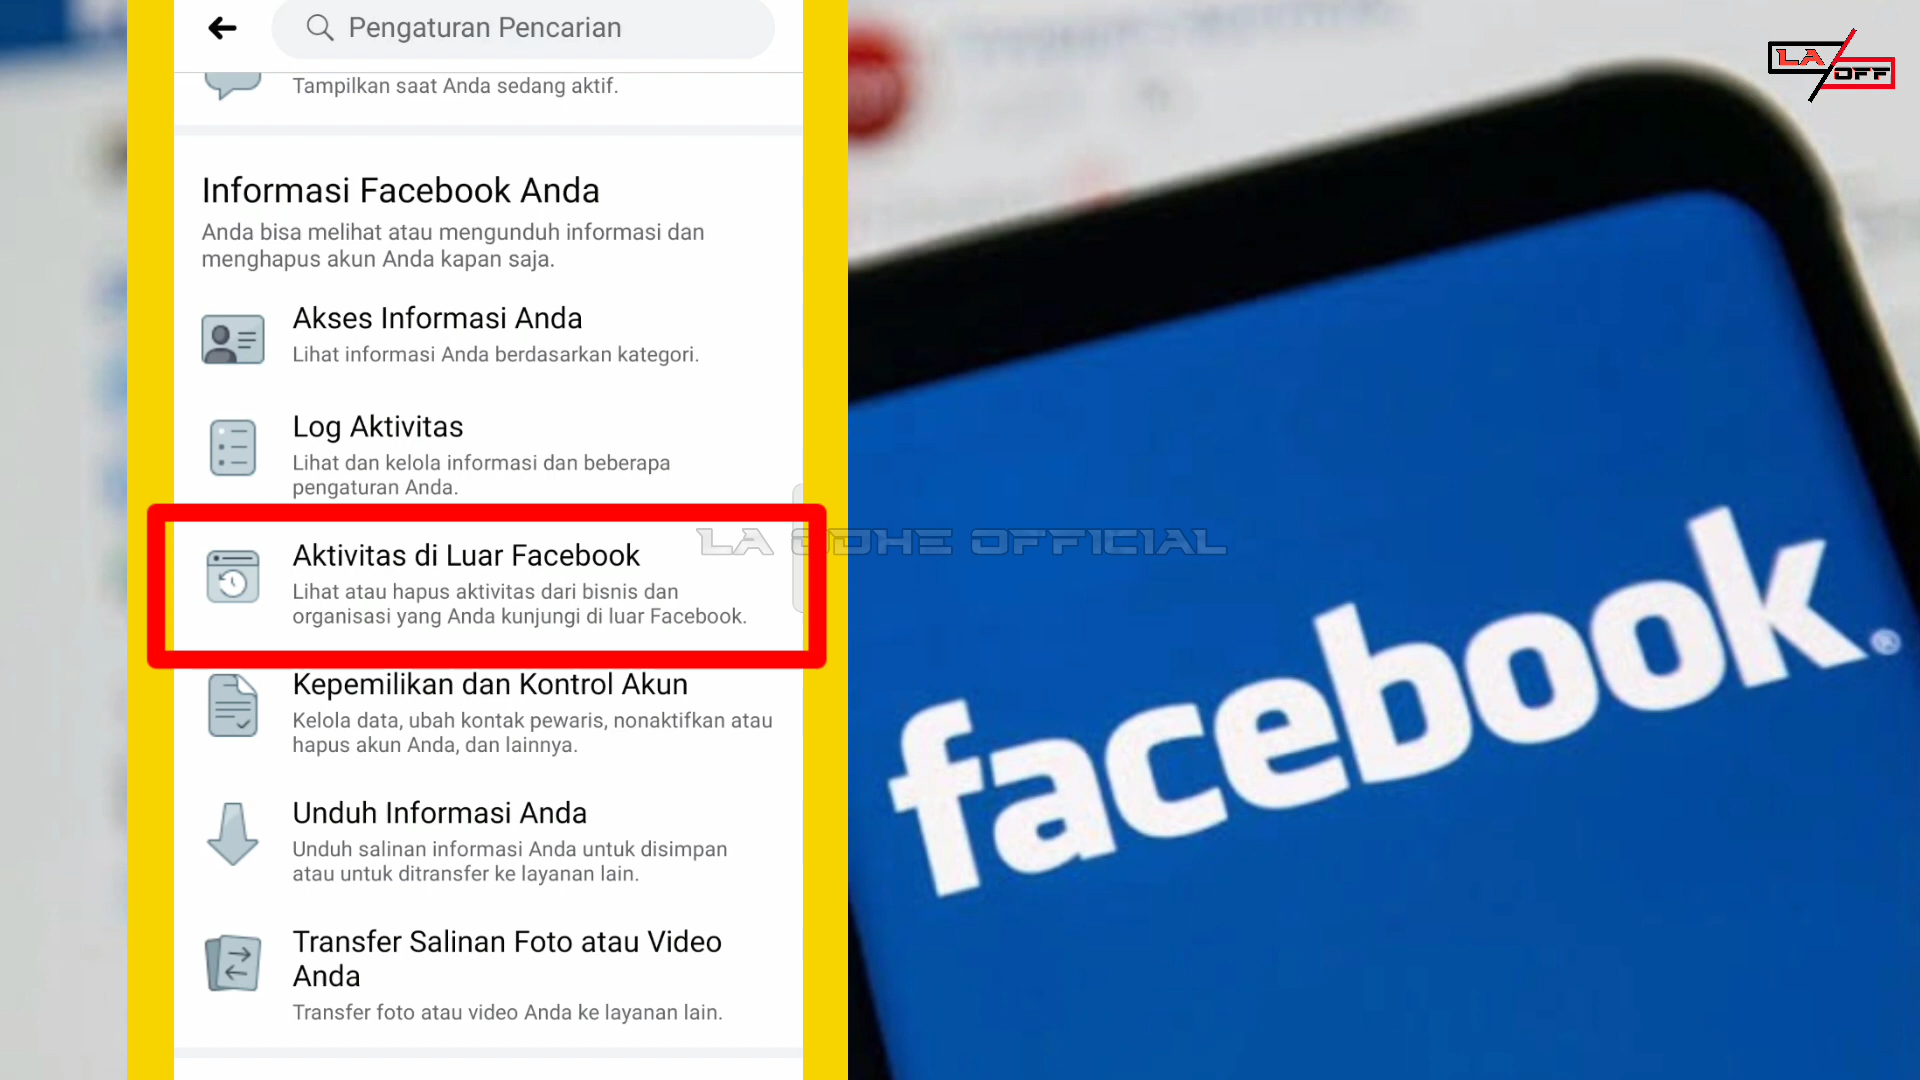 Pengaturan Pencarian
Tampilkan saat Anda sedang aktif.
Informasi Facebook Anda
Anda bisa melihat atau mengunduh informasi dan
menghapus akun Anda kapan saja.
Akses Informasi Anda
Lihat informasi Anda berdasarkan kategori.
Log Aktivitas
Lihat dan kelola informasi dan beberapa
pengaturan Anda.
Aktivitas di Luar Facebook
Lihat atau hapus aktivitas dari bisnis dan
organisasi yang Anda kunjungi di luar Facebook.
Kepemilikan dan Kontrol Akun
Kelola data, ubah kontak pewaris, nonaktifkan atau
hapus akun Anda, dan lainnya.
Unduh Informasi Anda
Unduh salinan informasi Anda untuk disimpan
atau untuk ditransfer ke layanan lain.
Transfer Salinan Foto atau Video
Anda
Transfer foto atau video Anda ke layanan lain.
LA ODHE OFFICIAL
LA OFF
facebook®